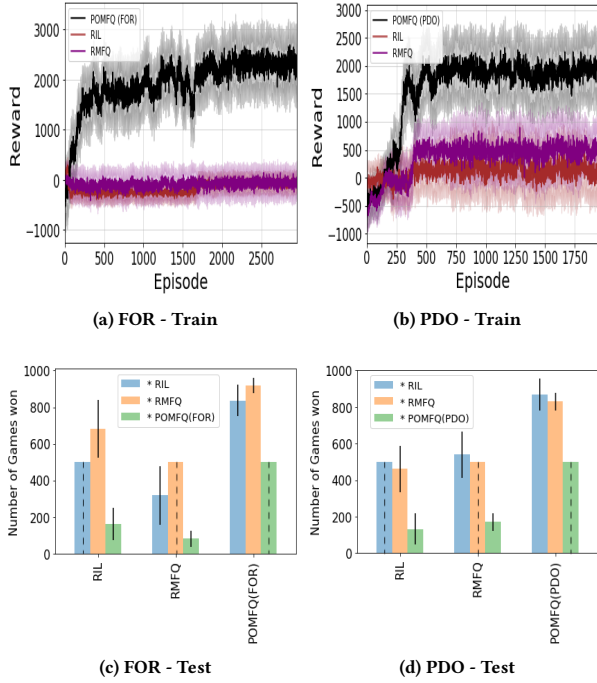 3000
2000
1000
0
−1000
Reward
POMFQ (FOR)
RIL
RMFQ
0 500 1000 1500 2000 2500
Episode
(a) FOR - Train
3000
2500
2000
1500
1000
500
0
−500
−1000
Reward
POMFQ (PDO)
RIL
RMFQ
0 250 500 750 1000 1250 1500 1750
Episode
(b) PDO - Train
1000
800
600
400
200
0
Number of Games won
* RIL
* RMFQ
* POMFQ(FOR)
RIL
RMFQ
POMFQ(FOR)
(c) FOR - Test
1000
800
600
400
200
0
Number of Games won
* RIL
* RMFQ
* POMFQ(PDO)
RIL
RMFQ
POMFQ(PDO)
(d) PDO - Test